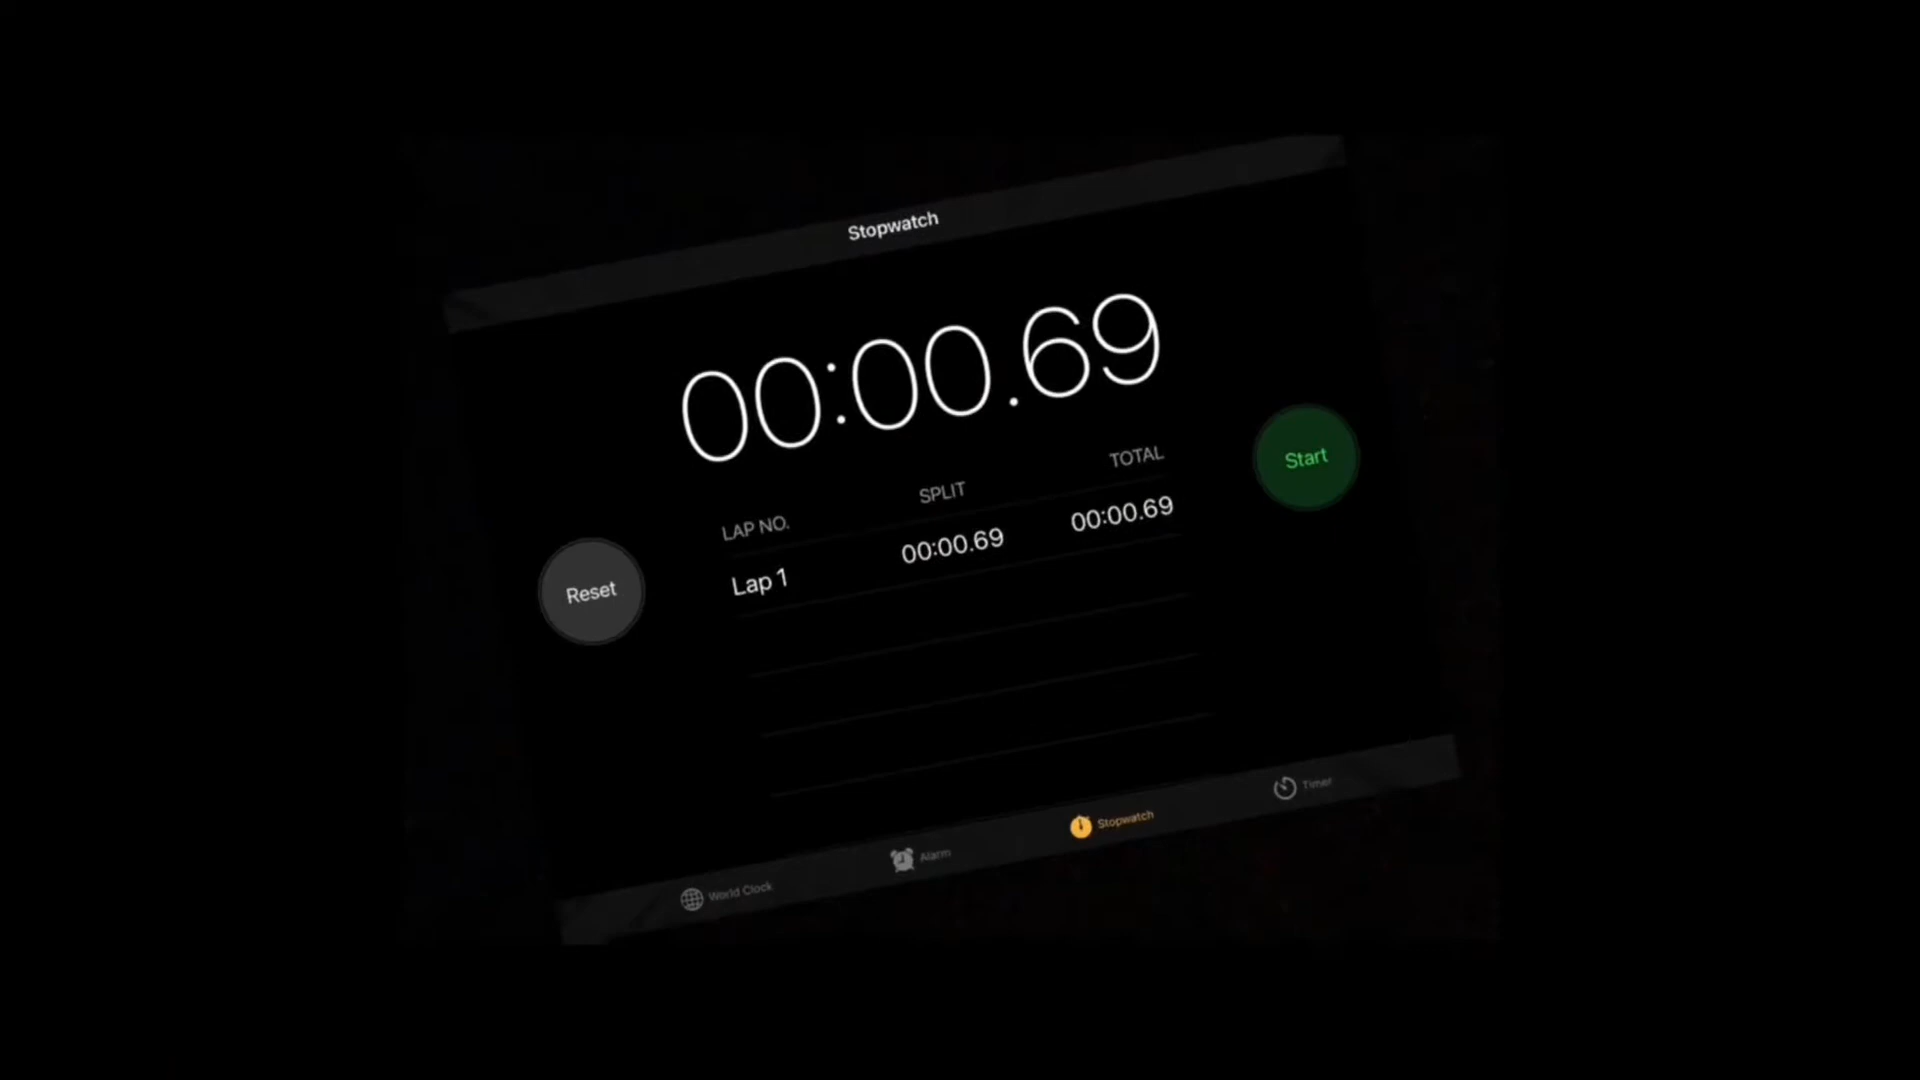 Stopwatch
00:00.69
LAP NO. SPLIT TOTAL
Lap 1 00:00.69 00:00.69
Reset
Start
World Clock Alarm Stopwatch Timer